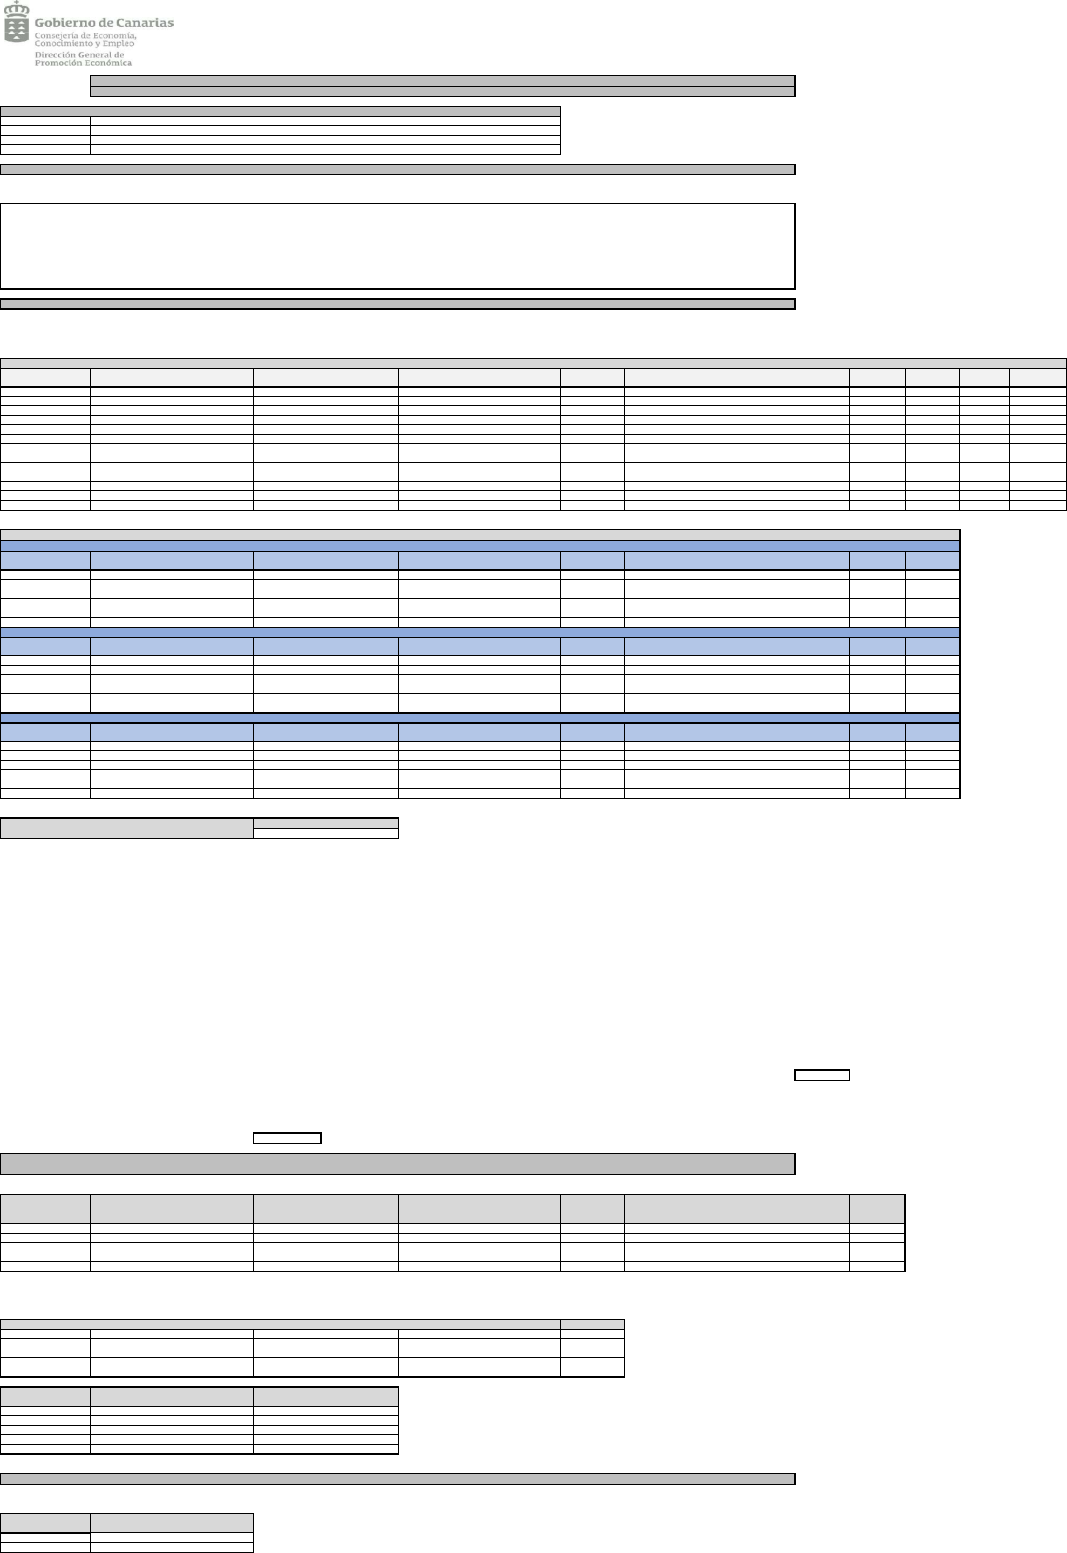 Gobierno de Canarias
Consejería de Economía,
Conocimiento y Empleo
Dirección General de
Promoción Económica